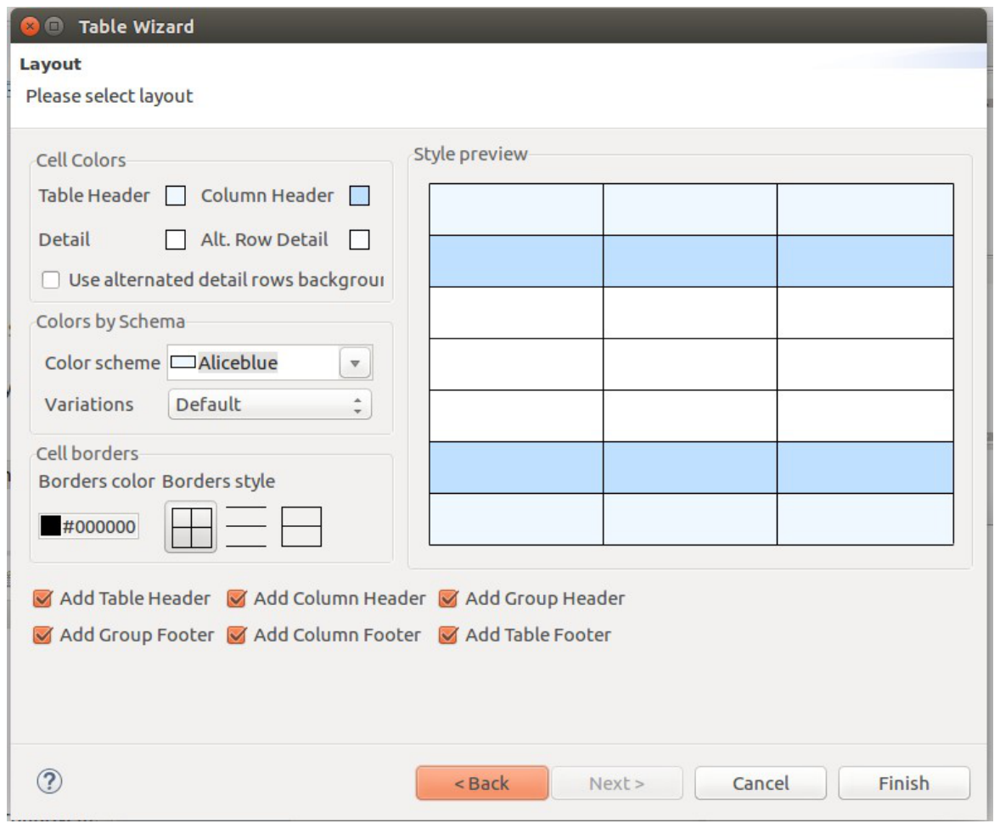 Table Wizard
Layout
Please select layout
Cell Colors
Table Header Column Header
Detail Alt. Row Detail
Use alternated detail rows backgrou
Colors by Schema
Color scheme Aliceblue
Variations Default
Cell borders
Borders color Borders style
#000000
Style preview
Add Table Header Add Column Header Add Group Header
Add Group Footer Add Column Footer Add Table Footer
?
< Back Next > Cancel Finish